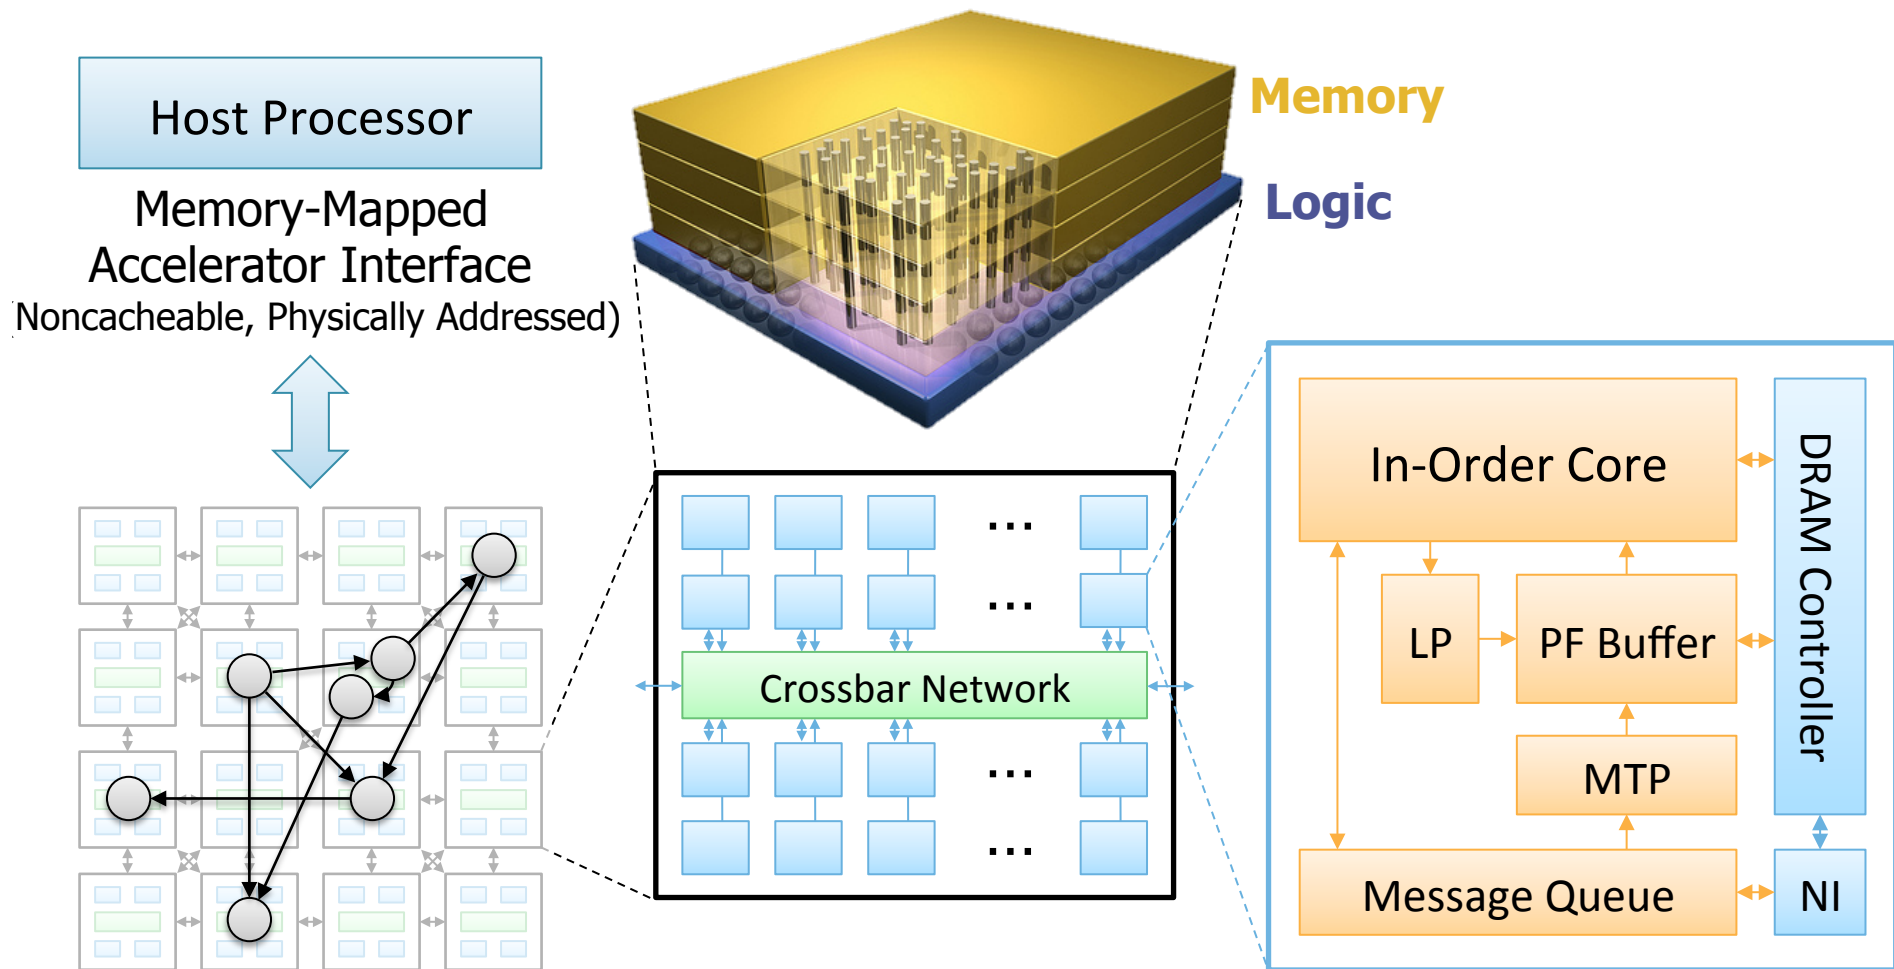 Host Processor
Memory-Mapped
Accelerator Interface
(Noncacheable, Physically Addressed)
Memory
Logic
...
...
Crossbar Network
...
...
In-Order Core
LP
PF Buffer
MTP
Message Queue
DRAM Controller
NI